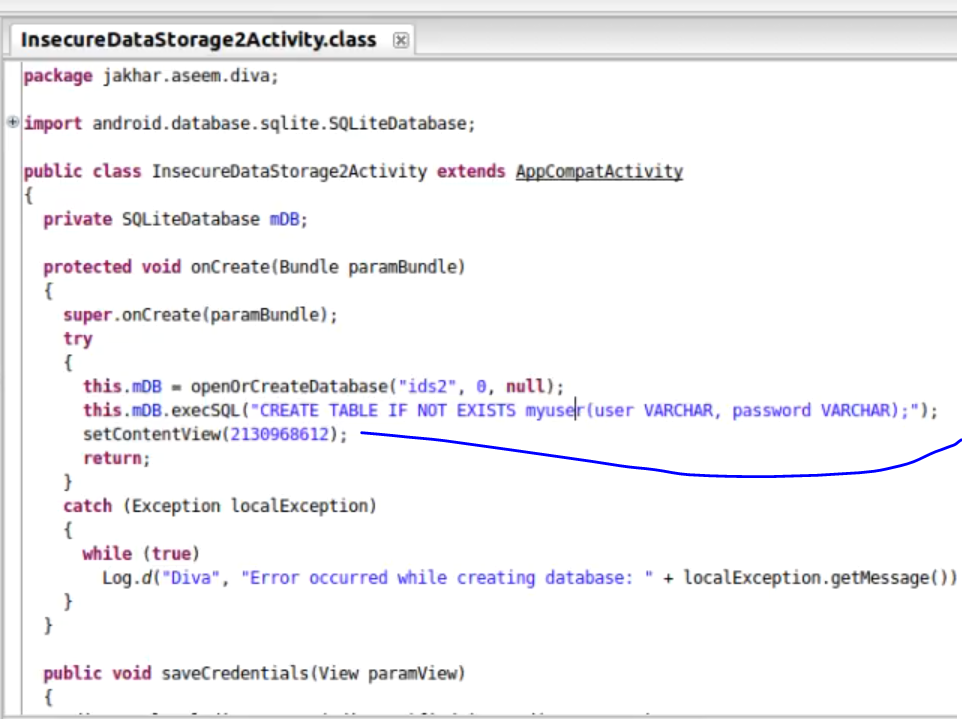 InsecureDataStorage2Activity.class
package jakhar.aseem.diva;
import android.database.sqlite.SQLiteDatabase;
public class InsecureDataStorage2Activity extends AppCompatActivity
{
private SQLiteDatabase mDB;
protected void onCreate(Bundle paramBundle)
{
super.onCreate(paramBundle);
try
{
this.mDB = openOrCreateDatabase("ids2", 0, null);
this.mDB.execSQL("CREATE TABLE IF NOT EXISTS myuser(user VARCHAR, password VARCHAR);");
setContentView(2130968612);
return;
}
catch (Exception localException)
{
while (true)
Log.d("Diva", "Error occurred while creating database: " + localException.getMessage())
}
}
public void saveCredentials(View paramView)
{